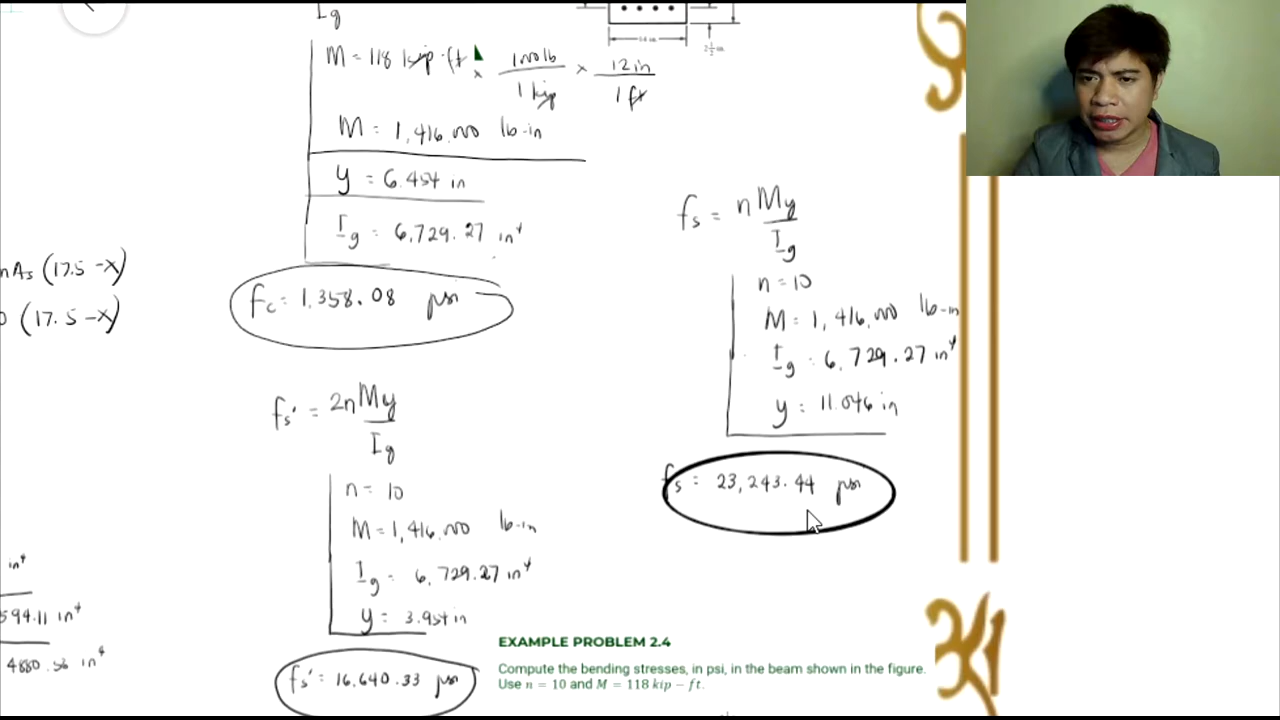 Ig
M = 118 kip ft × 1000 lb / 1 kip × 12 in / 1 ft
M = 1,416,000 lb-in
y = 6.454 in
Ig = 6,729.27 in⁴
fc = 1,358.08 psi
nAs (17.5 - x)
(17.5 - x)
fs' = 2n My / Ig
n = 10
M = 1,416,000 lb-in
Ig = 6,729.27 in⁴
y = 3.954 in
fs' = 16,640.33 psi
in⁴
594.11 in⁴
4880.56 in⁴
fs = n My / Ig
n = 10
M = 1,416,000 lb-in
Ig = 6,729.27 in⁴
y = 11.046 in
fs = 23,243.44 psi
EXAMPLE PROBLEM 2.4
Compute the bending stresses, in psi, in the beam shown in the figure.
Use n = 10 and M = 118 kip − ft.